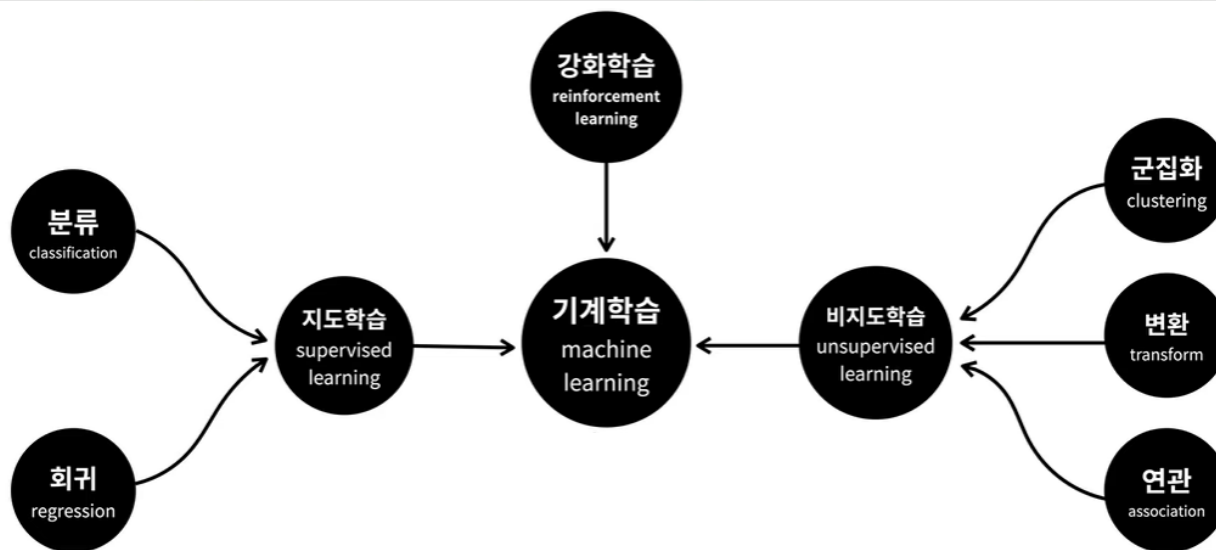 강화학습
reinforcement
learning
분류
classification
회귀
regression
지도학습
supervised
learning
기계학습
machine
learning
비지도학습
unsupervised
learning
군집화
clustering
변환
transform
연관
association